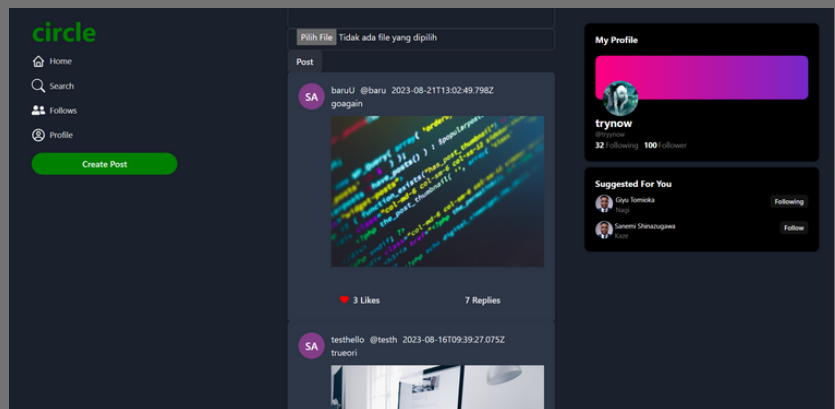 circle
Home
Search
Follows
Profile
Create Post
Pilih File Tidak ada file yang dipilih
Post
SA
baruU @baru 2023-08-21T13:02:49.798Z
goagain
3 Likes
7 Replies
SA
testhello @testh 2023-08-16T09:39:27.075Z
trueori
My Profile
trynow
@tryynow
32 Following 100 Follower
Suggested For You
Giyu Tomioka
Nagi
Following
Sanemi Shinazugawa
Kaze
Follow